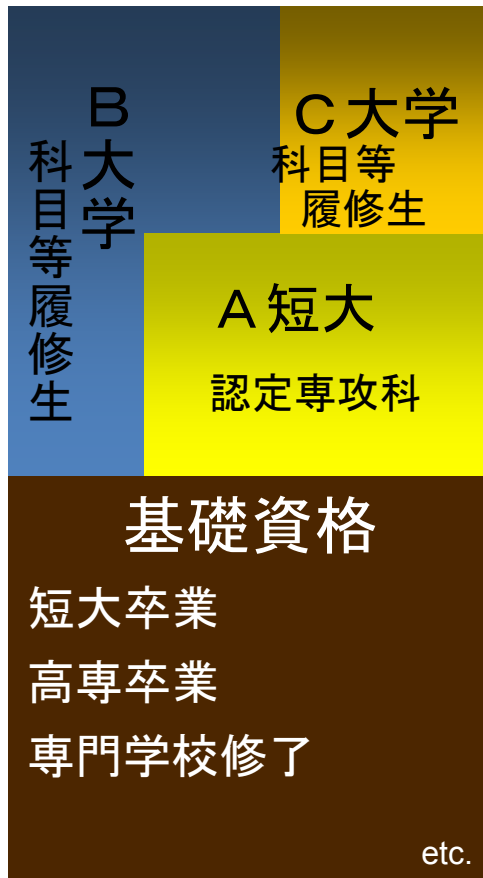 B大学
科目等履修生
C大学
科目等
履修生
A短大
認定専攻科
基礎資格
短大卒業
高専卒業
専門学校修了
etc.